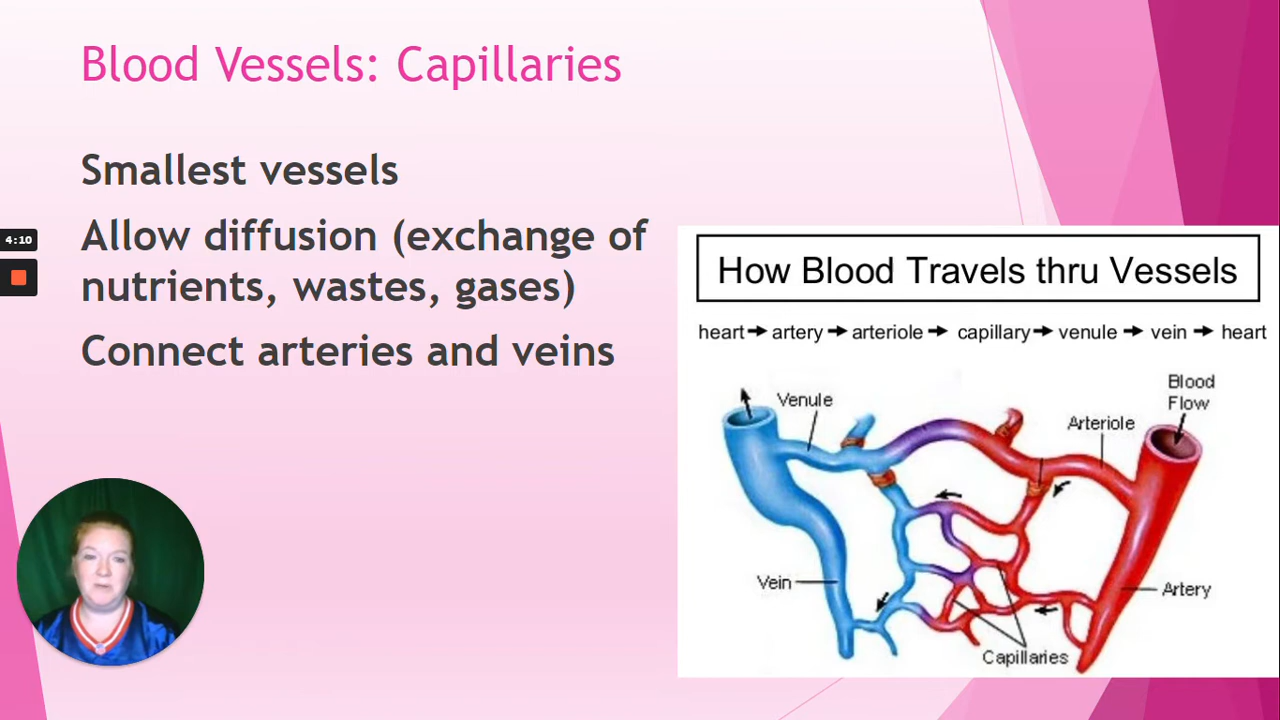 Blood Vessels: Capillaries
Smallest vessels
Allow diffusion (exchange of
nutrients, wastes, gases)
Connect arteries and veins
4:10
How Blood Travels thru Vessels
heart → artery → arteriole → capillary → venule → vein → heart
Blood
Flow
Venule
Arteriole
Vein
Artery
Capillaries